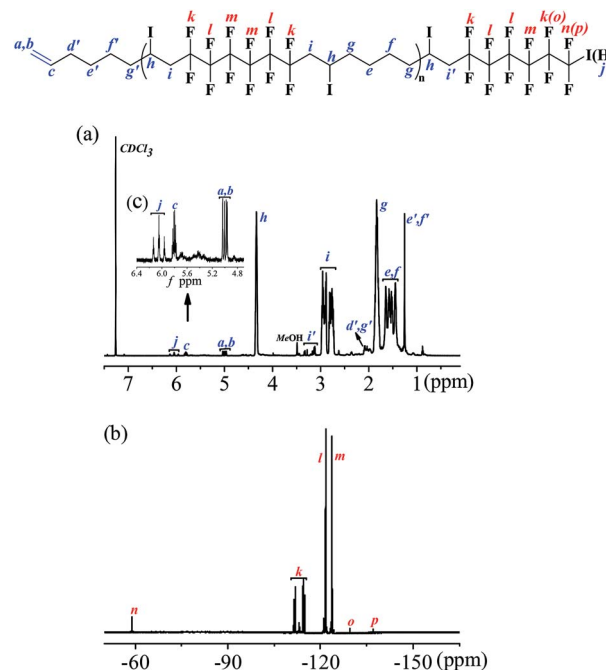 k l m m l k k l l m k(o) n(p)
I F F F F F F I F F F F F F
a,b d' f' i i g f i' I(H)
c e' g' h h e g n h j
F F F F F F I F F F F F F
(a)
CDCl3
(c)
j c a,b
6.4 6.0 5.6 5.2 4.8
f ppm
h i g e',f'
e,f
MeOH i' d',g'
j c a,b
7 6 5 4 3 2 1 (ppm)
(b)
l m
k
n o p
-60 -90 -120 -150 (ppm)